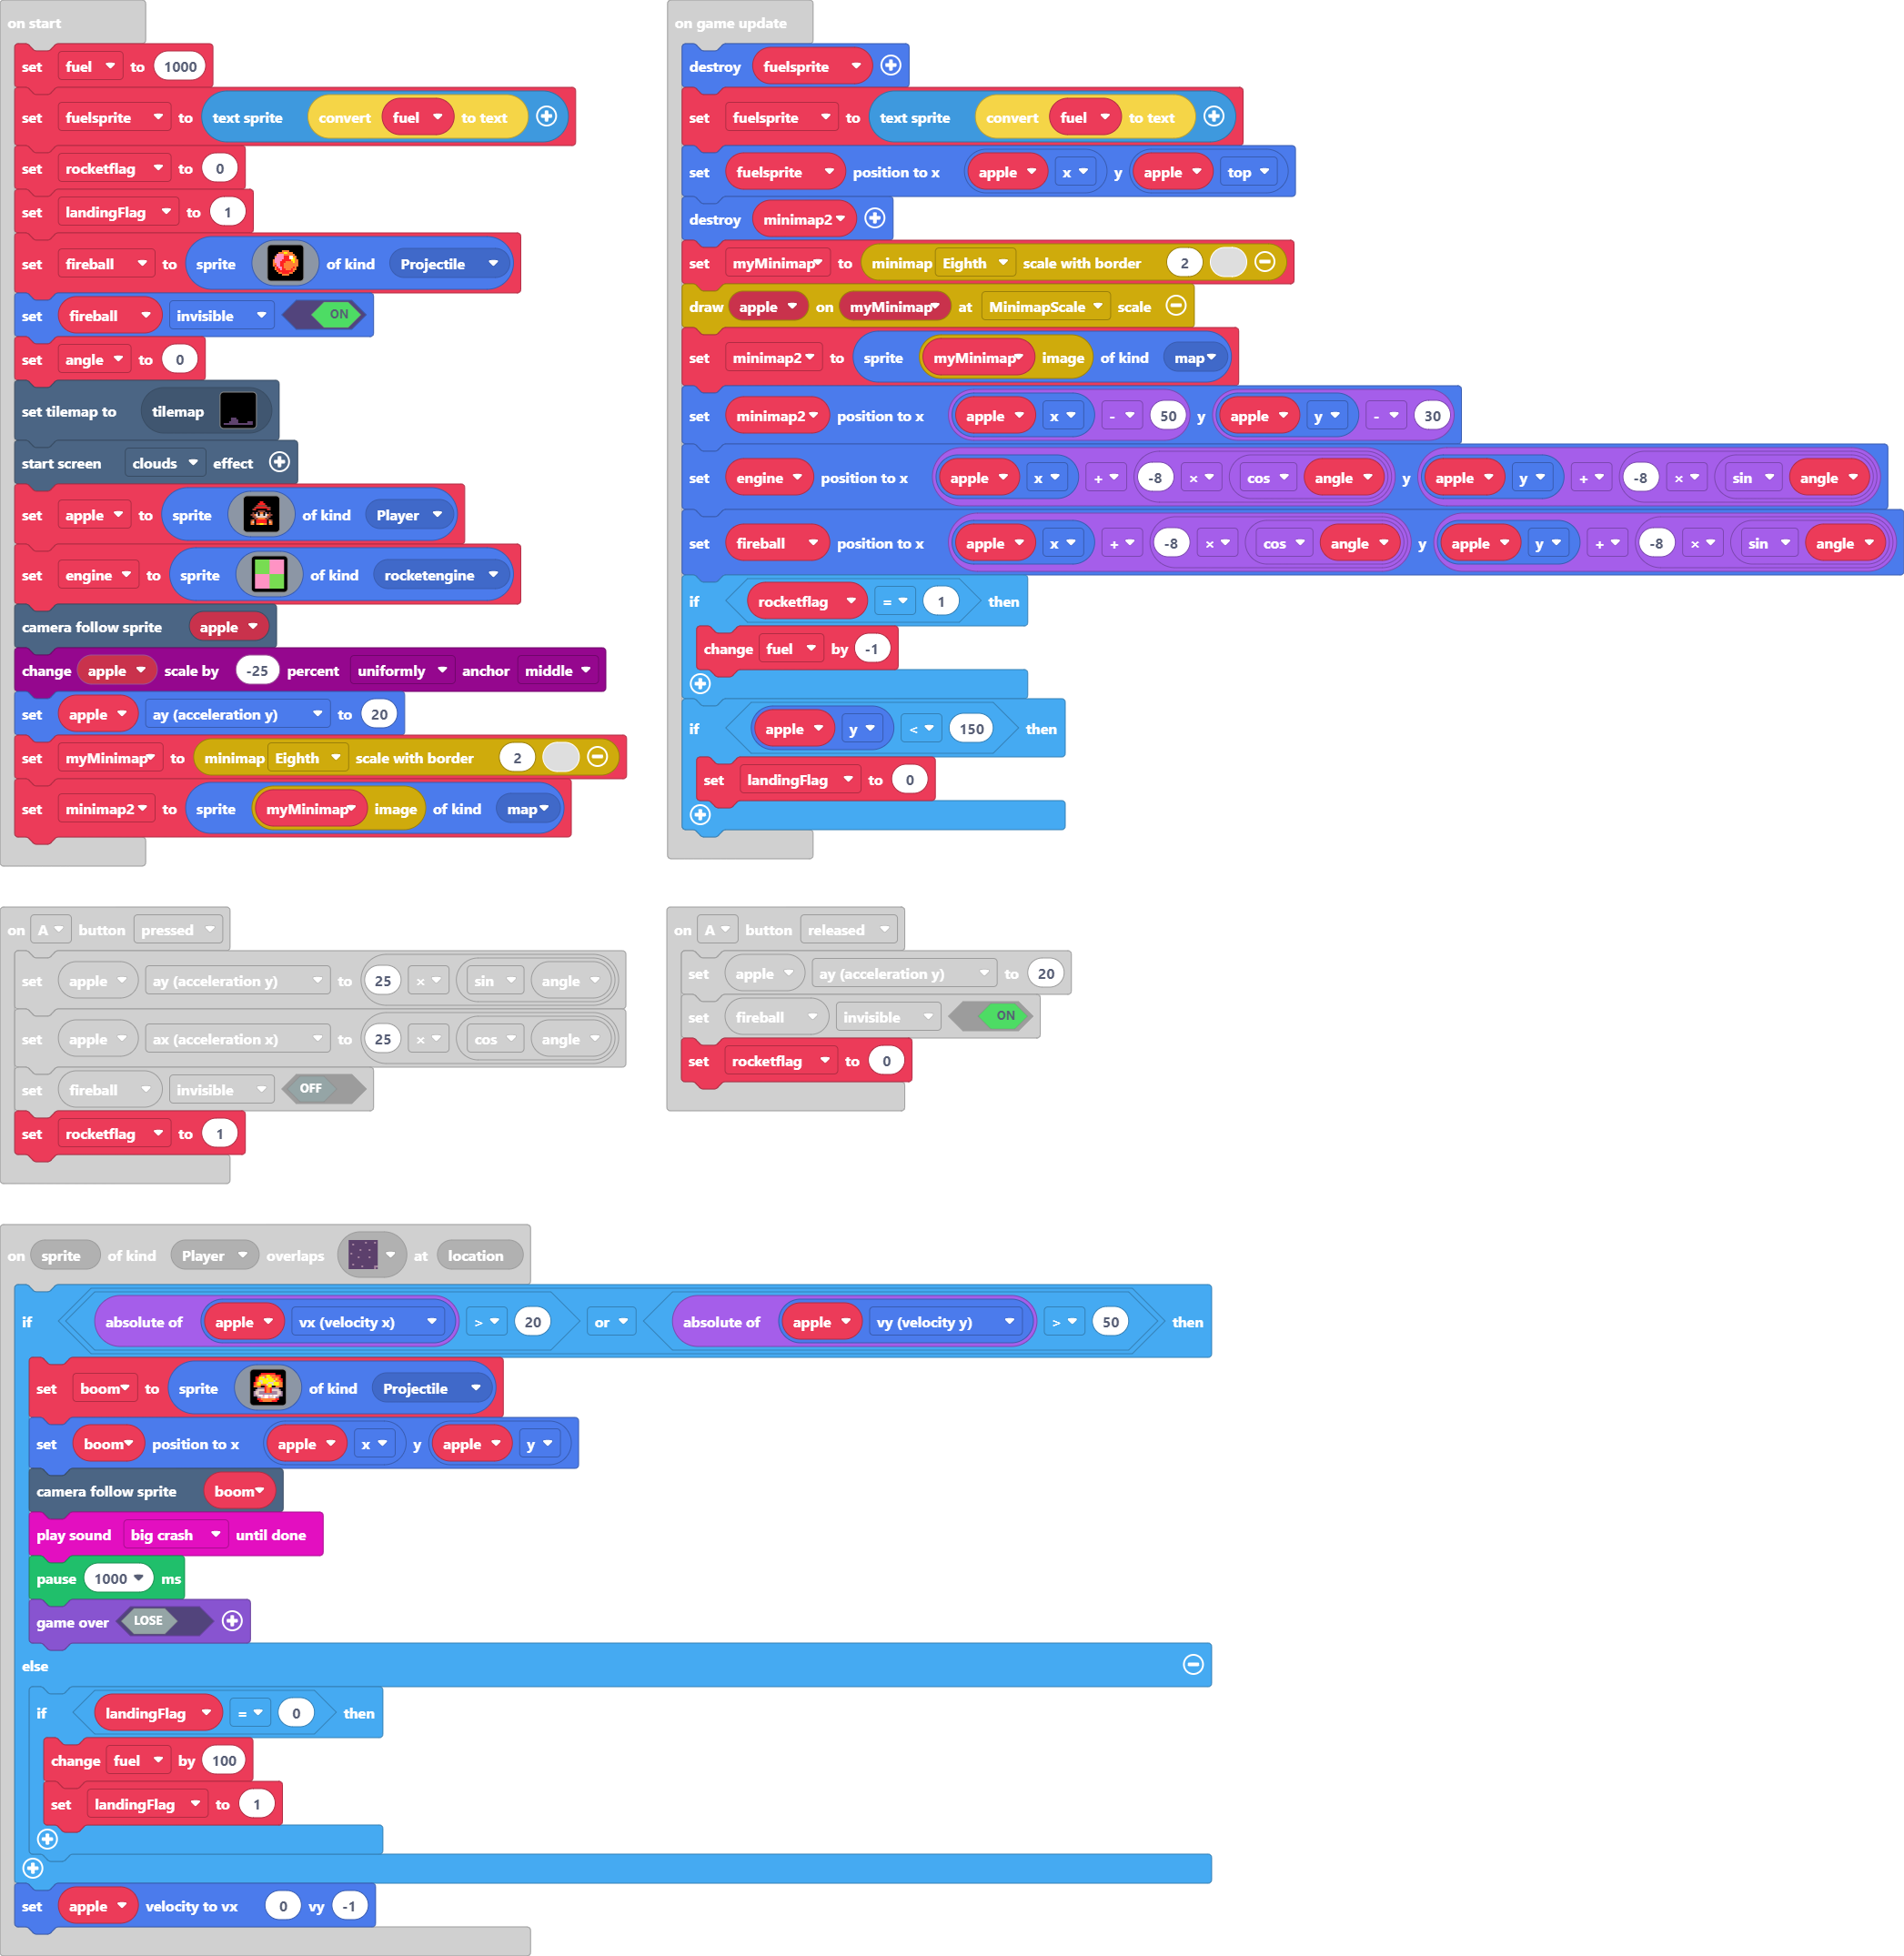 on start
set fuel to 1000
set fuelsprite to text sprite convert fuel to text
set rocketflag to 0
set landingFlag to 1
set fireball to sprite of kind Projectile
set fireball invisible ON
set angle to 0
set tilemap to tilemap
start screen clouds effect
set apple to sprite of kind Player
set engine to sprite of kind rocketengine
camera follow sprite apple
change apple scale by -25 percent uniformly anchor middle
set apple ay (acceleration y) to 20
set myMinimap to minimap Eighth scale with border 2
set minimap2 to sprite myMinimap image of kind map
on game update
destroy fuelsprite
set fuelsprite to text sprite convert fuel to text
set fuelsprite position to x apple x y apple top
destroy minimap2
set myMinimap to minimap Eighth scale with border 2
draw apple on myMinimap at MinimapScale scale
set minimap2 to sprite myMinimap image of kind map
set minimap2 position to x apple x - 50 y apple y - 30
set engine position to x apple x + -8 × cos angle y apple y + -8 × sin angle
set fireball position to x apple x + -8 × cos angle y apple y + -8 × sin angle
if rocketflag = 1 then
change fuel by -1
if apple y < 150 then
set landingFlag to 0
on A button pressed
set apple ay (acceleration y) to 25 × sin angle
set apple ax (acceleration x) to 25 × cos angle
set fireball invisible OFF
set rocketflag to 1
on A button released
set apple ay (acceleration y) to 20
set fireball invisible ON
set rocketflag to 0
on sprite of kind Player overlaps at location
if absolute of apple vx (velocity x) > 20 or absolute of apple vy (velocity y) > 50 then
set boom to sprite of kind Projectile
set boom position to x apple x y apple y
camera follow sprite boom
play sound big crash until done
pause 1000 ms
game over LOSE
else
if landingFlag = 0 then
change fuel by 100
set landingFlag to 1
set apple velocity to vx 0 vy -1